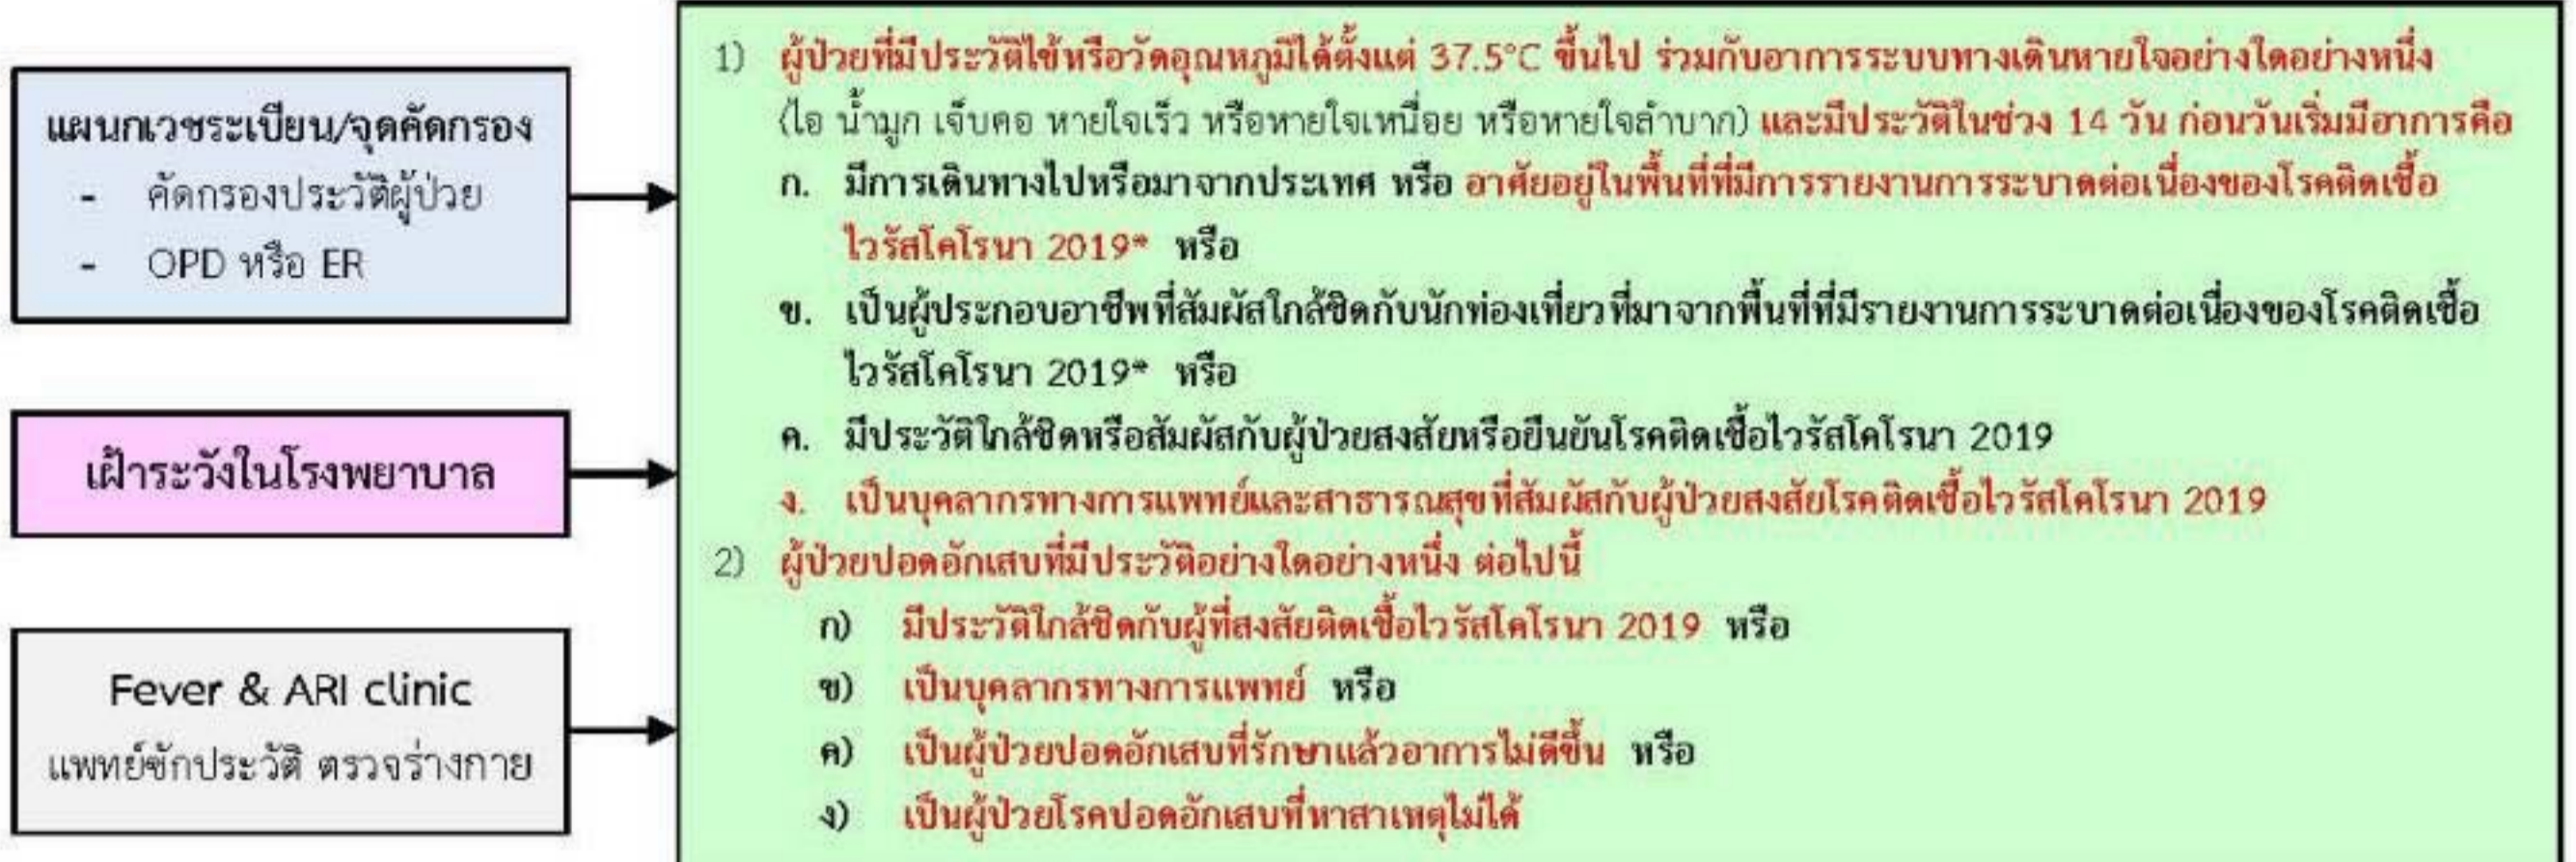 แผนกเวชระเบียน/จุดคัดกรอง
- คัดกรองประวัติผู้ป่วย
- OPD หรือ ER
เฝ้าระวังในโรงพยาบาล
Fever & ARI clinic
แพทย์ซักประวัติ ตรวจร่างกาย
1) ผู้ป่วยที่มีประวัติไข้หรือวัดอุณหภูมิได้ตั้งแต่ 37.5°C ขึ้นไป ร่วมกับอาการระบบทางเดินหายใจอย่างใดอย่างหนึ่ง
(ไอ น้ำมูก เจ็บคอ หายใจเร็ว หรือหายใจเหนื่อย หรือหายใจลำบาก) และมีประวัติในช่วง 14 วัน ก่อนวันเริ่มมีอาการคือ
ก. มีการเดินทางไปหรือมาจากประเทศ หรือ อาศัยอยู่ในพื้นที่ที่มีการรายงานการระบาดต่อเนื่องของโรคติดเชื้อ
ไวรัสโคโรนา 2019* หรือ
ข. เป็นผู้ประกอบอาชีพที่สัมผัสใกล้ชิดกับนักท่องเที่ยวที่มาจากพื้นที่ที่มีรายงานการระบาดต่อเนื่องของโรคติดเชื้อ
ไวรัสโคโรนา 2019* หรือ
ค. มีประวัติใกล้ชิดหรือสัมผัสกับผู้ป่วยสงสัยหรือยืนยันโรคติดเชื้อไวรัสโคโรนา 2019
ง. เป็นบุคลากรทางการแพทย์และสาธารณสุขที่สัมผัสกับผู้ป่วยสงสัยโรคติดเชื้อไวรัสโคโรนา 2019
2) ผู้ป่วยปอดอักเสบที่มีประวัติอย่างใดอย่างหนึ่ง ต่อไปนี้
ก) มีประวัติใกล้ชิดกับผู้ที่สงสัยติดเชื้อไวรัสโคโรนา 2019 หรือ
ข) เป็นบุคลากรทางการแพทย์ หรือ
ค) เป็นผู้ป่วยปอดอักเสบที่รักษาแล้วอาการไม่ดีขึ้น หรือ
ง) เป็นผู้ป่วยโรคปอดอักเสบที่หาสาเหตุไม่ได้